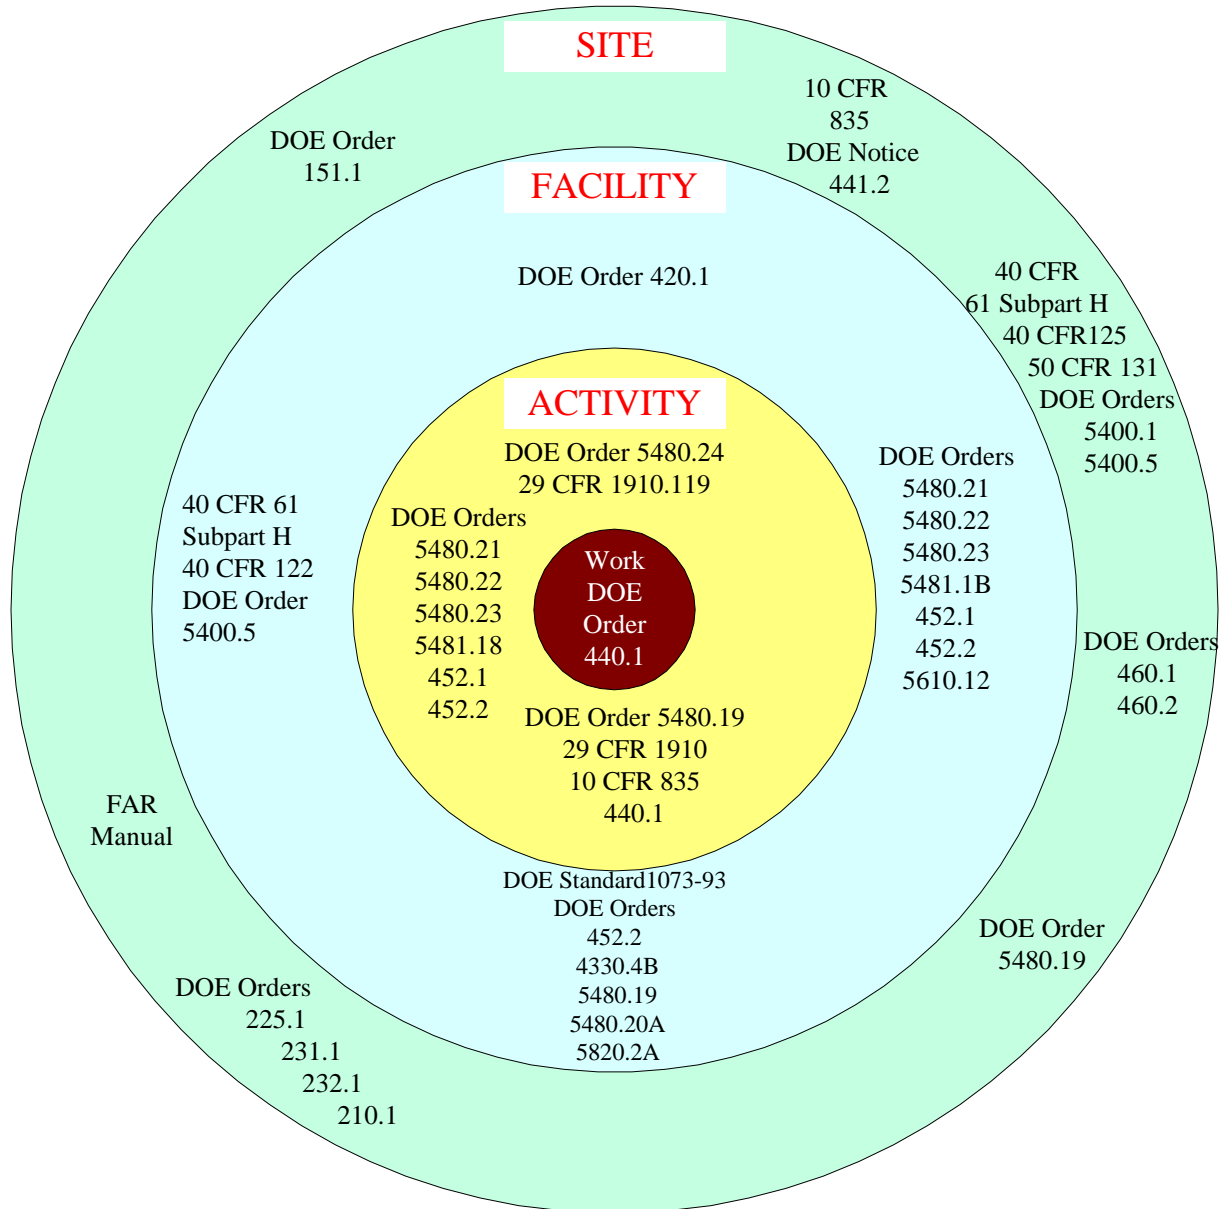 SITE
10 CFR
835
DOE Notice
441.2
DOE Order
151.1
FACILITY
DOE Order 420.1
40 CFR
61 Subpart H
40 CFR125
50 CFR 131
DOE Orders
5400.1
5400.5
ACTIVITY
DOE Order 5480.24
29 CFR 1910.119
DOE Orders
5480.21
5480.22
5480.23
5481.1B
452.1
452.2
5610.12
40 CFR 61
Subpart H
40 CFR 122
DOE Order
5400.5
DOE Orders
5480.21
5480.22
5480.23
5481.18
452.1
452.2
Work
DOE
Order
440.1
DOE Orders
460.1
460.2
DOE Order 5480.19
29 CFR 1910
10 CFR 835
440.1
FAR
Manual
DOE Standard1073-93
DOE Orders
452.2
4330.4B
5480.19
5480.20A
5820.2A
DOE Order
5480.19
DOE Orders
225.1
231.1
232.1
210.1